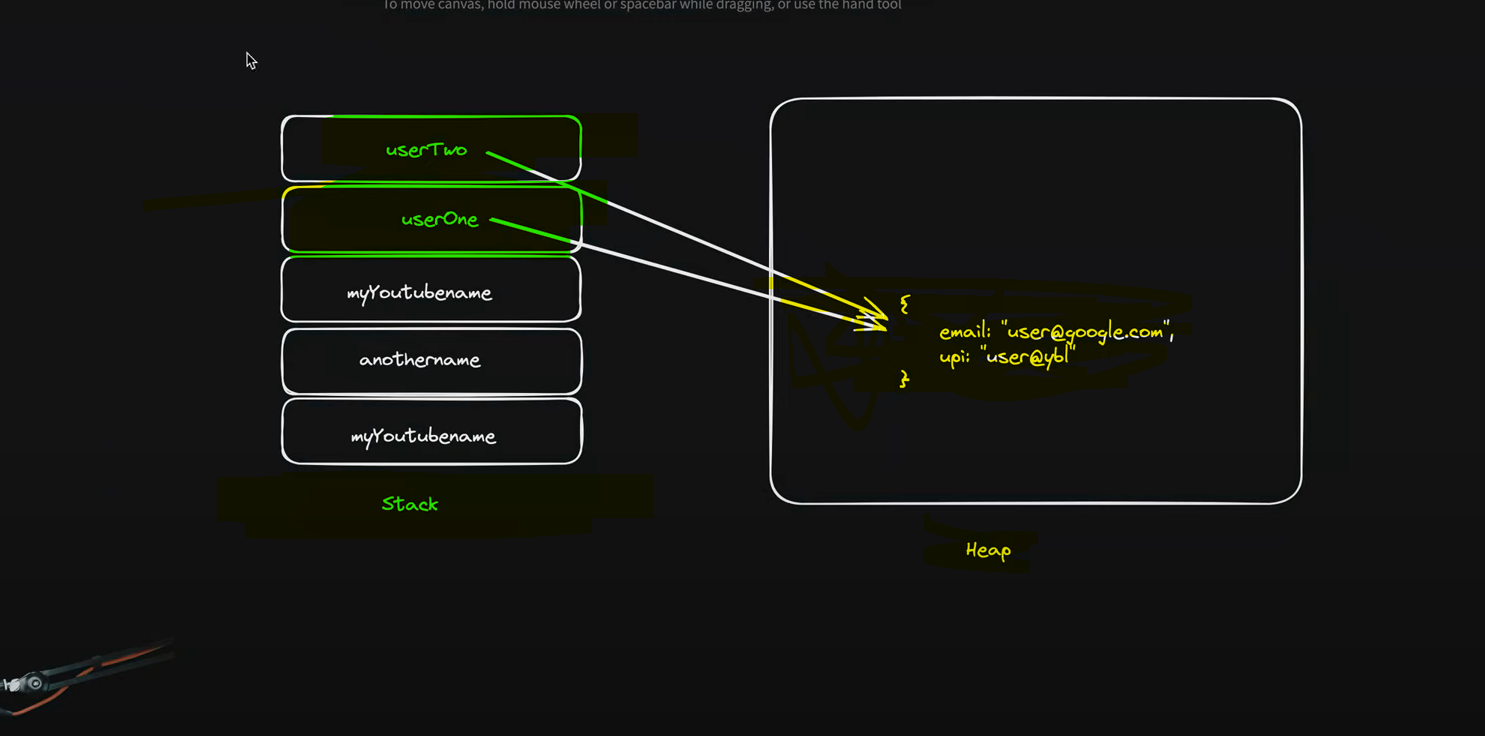 To move canvas, hold mouse wheel or spacebar while dragging, or use the hand tool
userTwo
userOne
myYoutubename
anothername
myYoutubename
Stack
{
email: "user@google.com",
upi: "user@ybl"
}
Heap